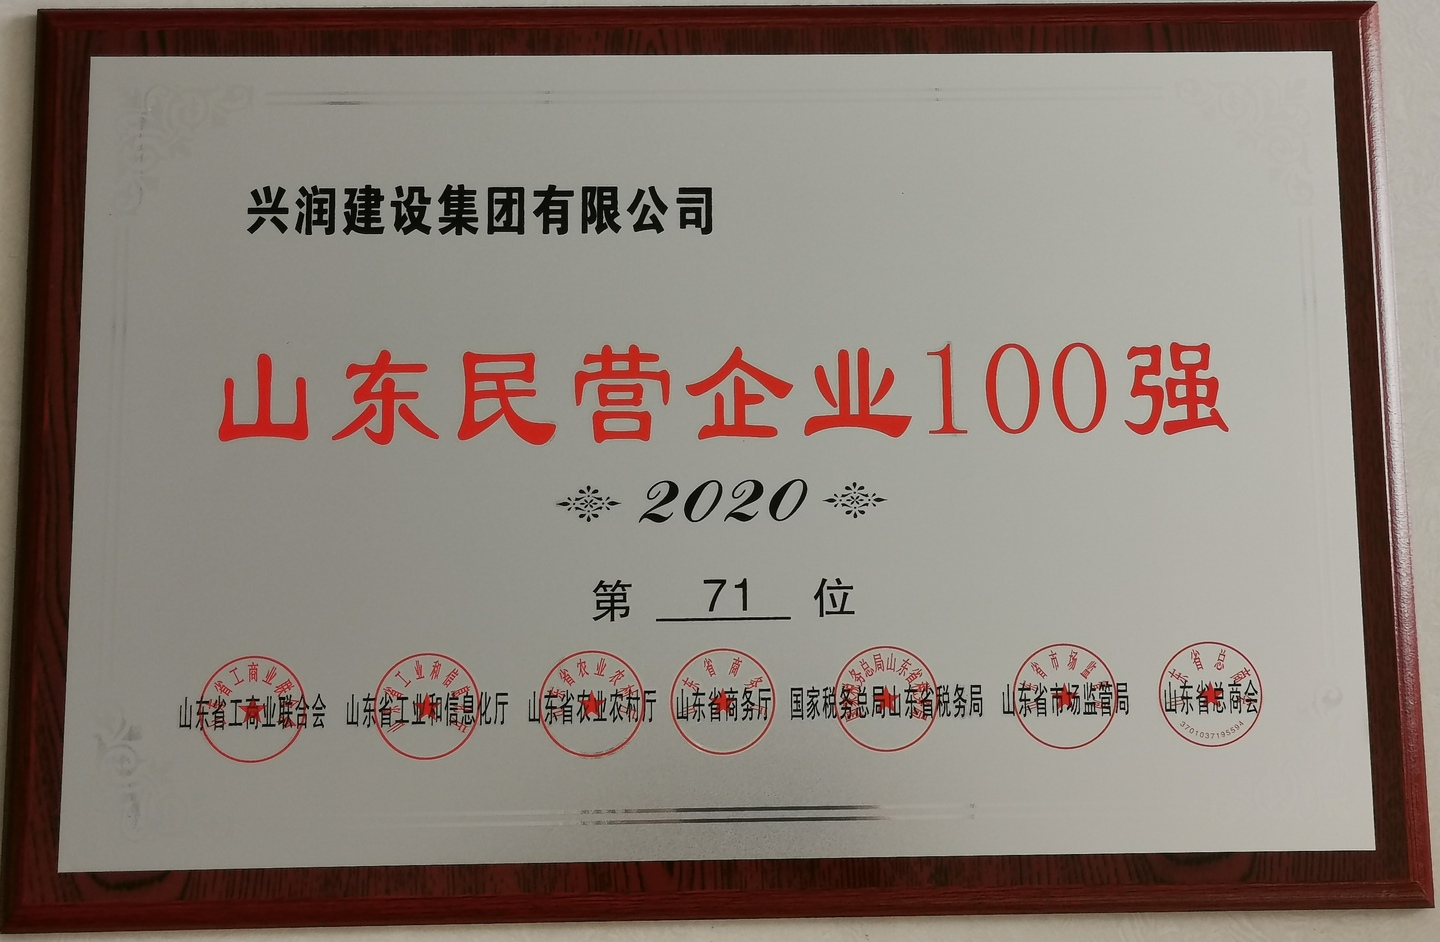 兴润建设集团有限公司
山东民营企业100强
2020
第 71 位
山东省工商业联合会 山东省工业和信息化厅 山东省农业农村厅 山东省商务厅 国家税务总局山东省税务局 山东省市场监管局 山东省总商会
3701037195594